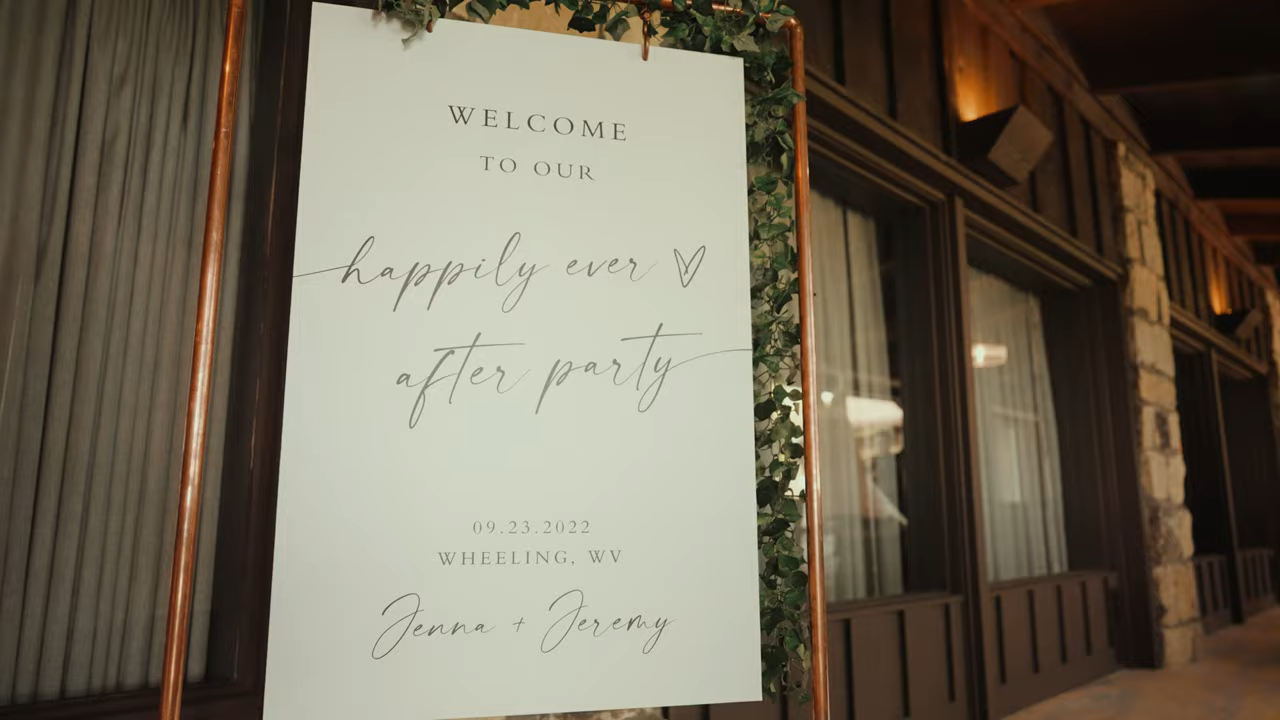 WELCOME
TO OUR
happily ever ♡
after party
09.23.2022
WHEELING, WV
Jenna + Jeremy